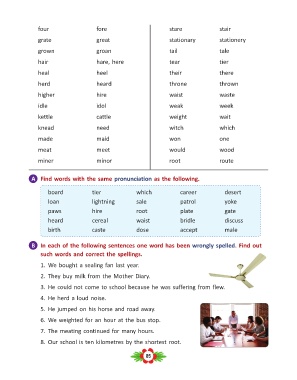 four fore stare stair
grate great stationary stationery
grown groan tail tale
hair hare, here tear tier
heal heel their there
herd heard throne thrown
higher hire waist waste
idle idol weak week
kettle cattle weight wait
knead need witch which
made maid won one
meat meet would wood
miner minor root route
A Find words with the same pronunciation as the following.
board tier which career desert
loan lightning sale patrol yoke
paws hire root plate gate
heard cereal waist bridle discuss
birth caste dose accept male
B In each of the following sentences one word has been wrongly spelled. Find out
such words and correct the spellings.
1. We bought a sealing fan last year.
2. They buy milk from the Mother Diary.
3. He could not come to school because he was suffering from flew.
4. He herd a loud noise.
5. He jumped on his horse and road away.
6. We weighted for an hour at the bus stop.
7. The meating continued for many hours.
8. Our school is ten kilometres by the shortest root.